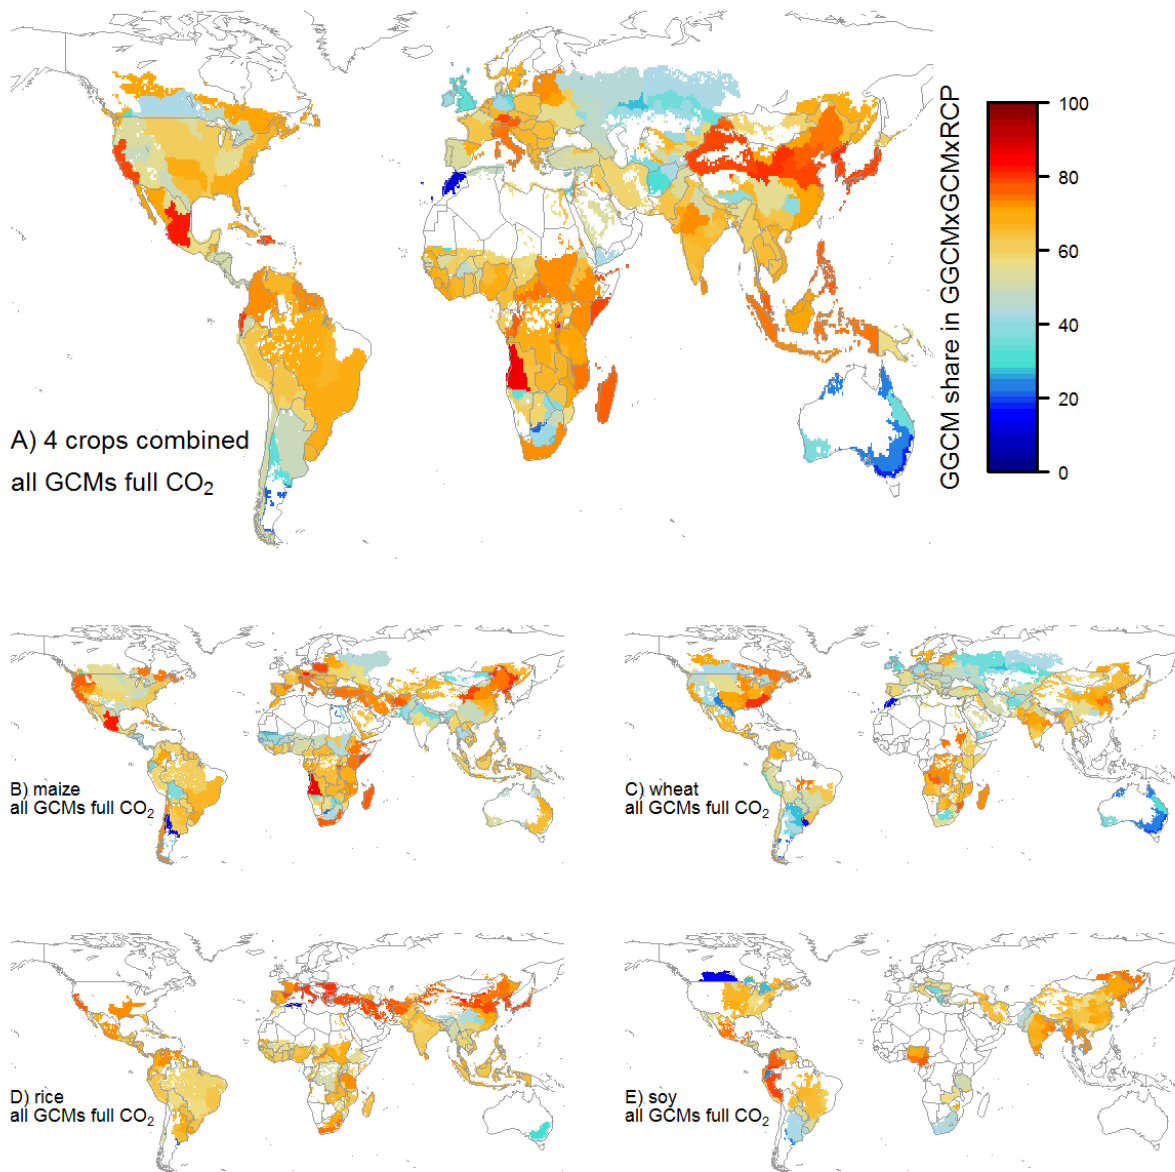 A) 4 crops combined
all GCMs full CO₂
GGCM share in GGCMxGCMxRCP
100
80
60
40
20
0
B) maize
all GCMs full CO₂
C) wheat
all GCMs full CO₂
D) rice
all GCMs full CO₂
E) soy
all GCMs full CO₂